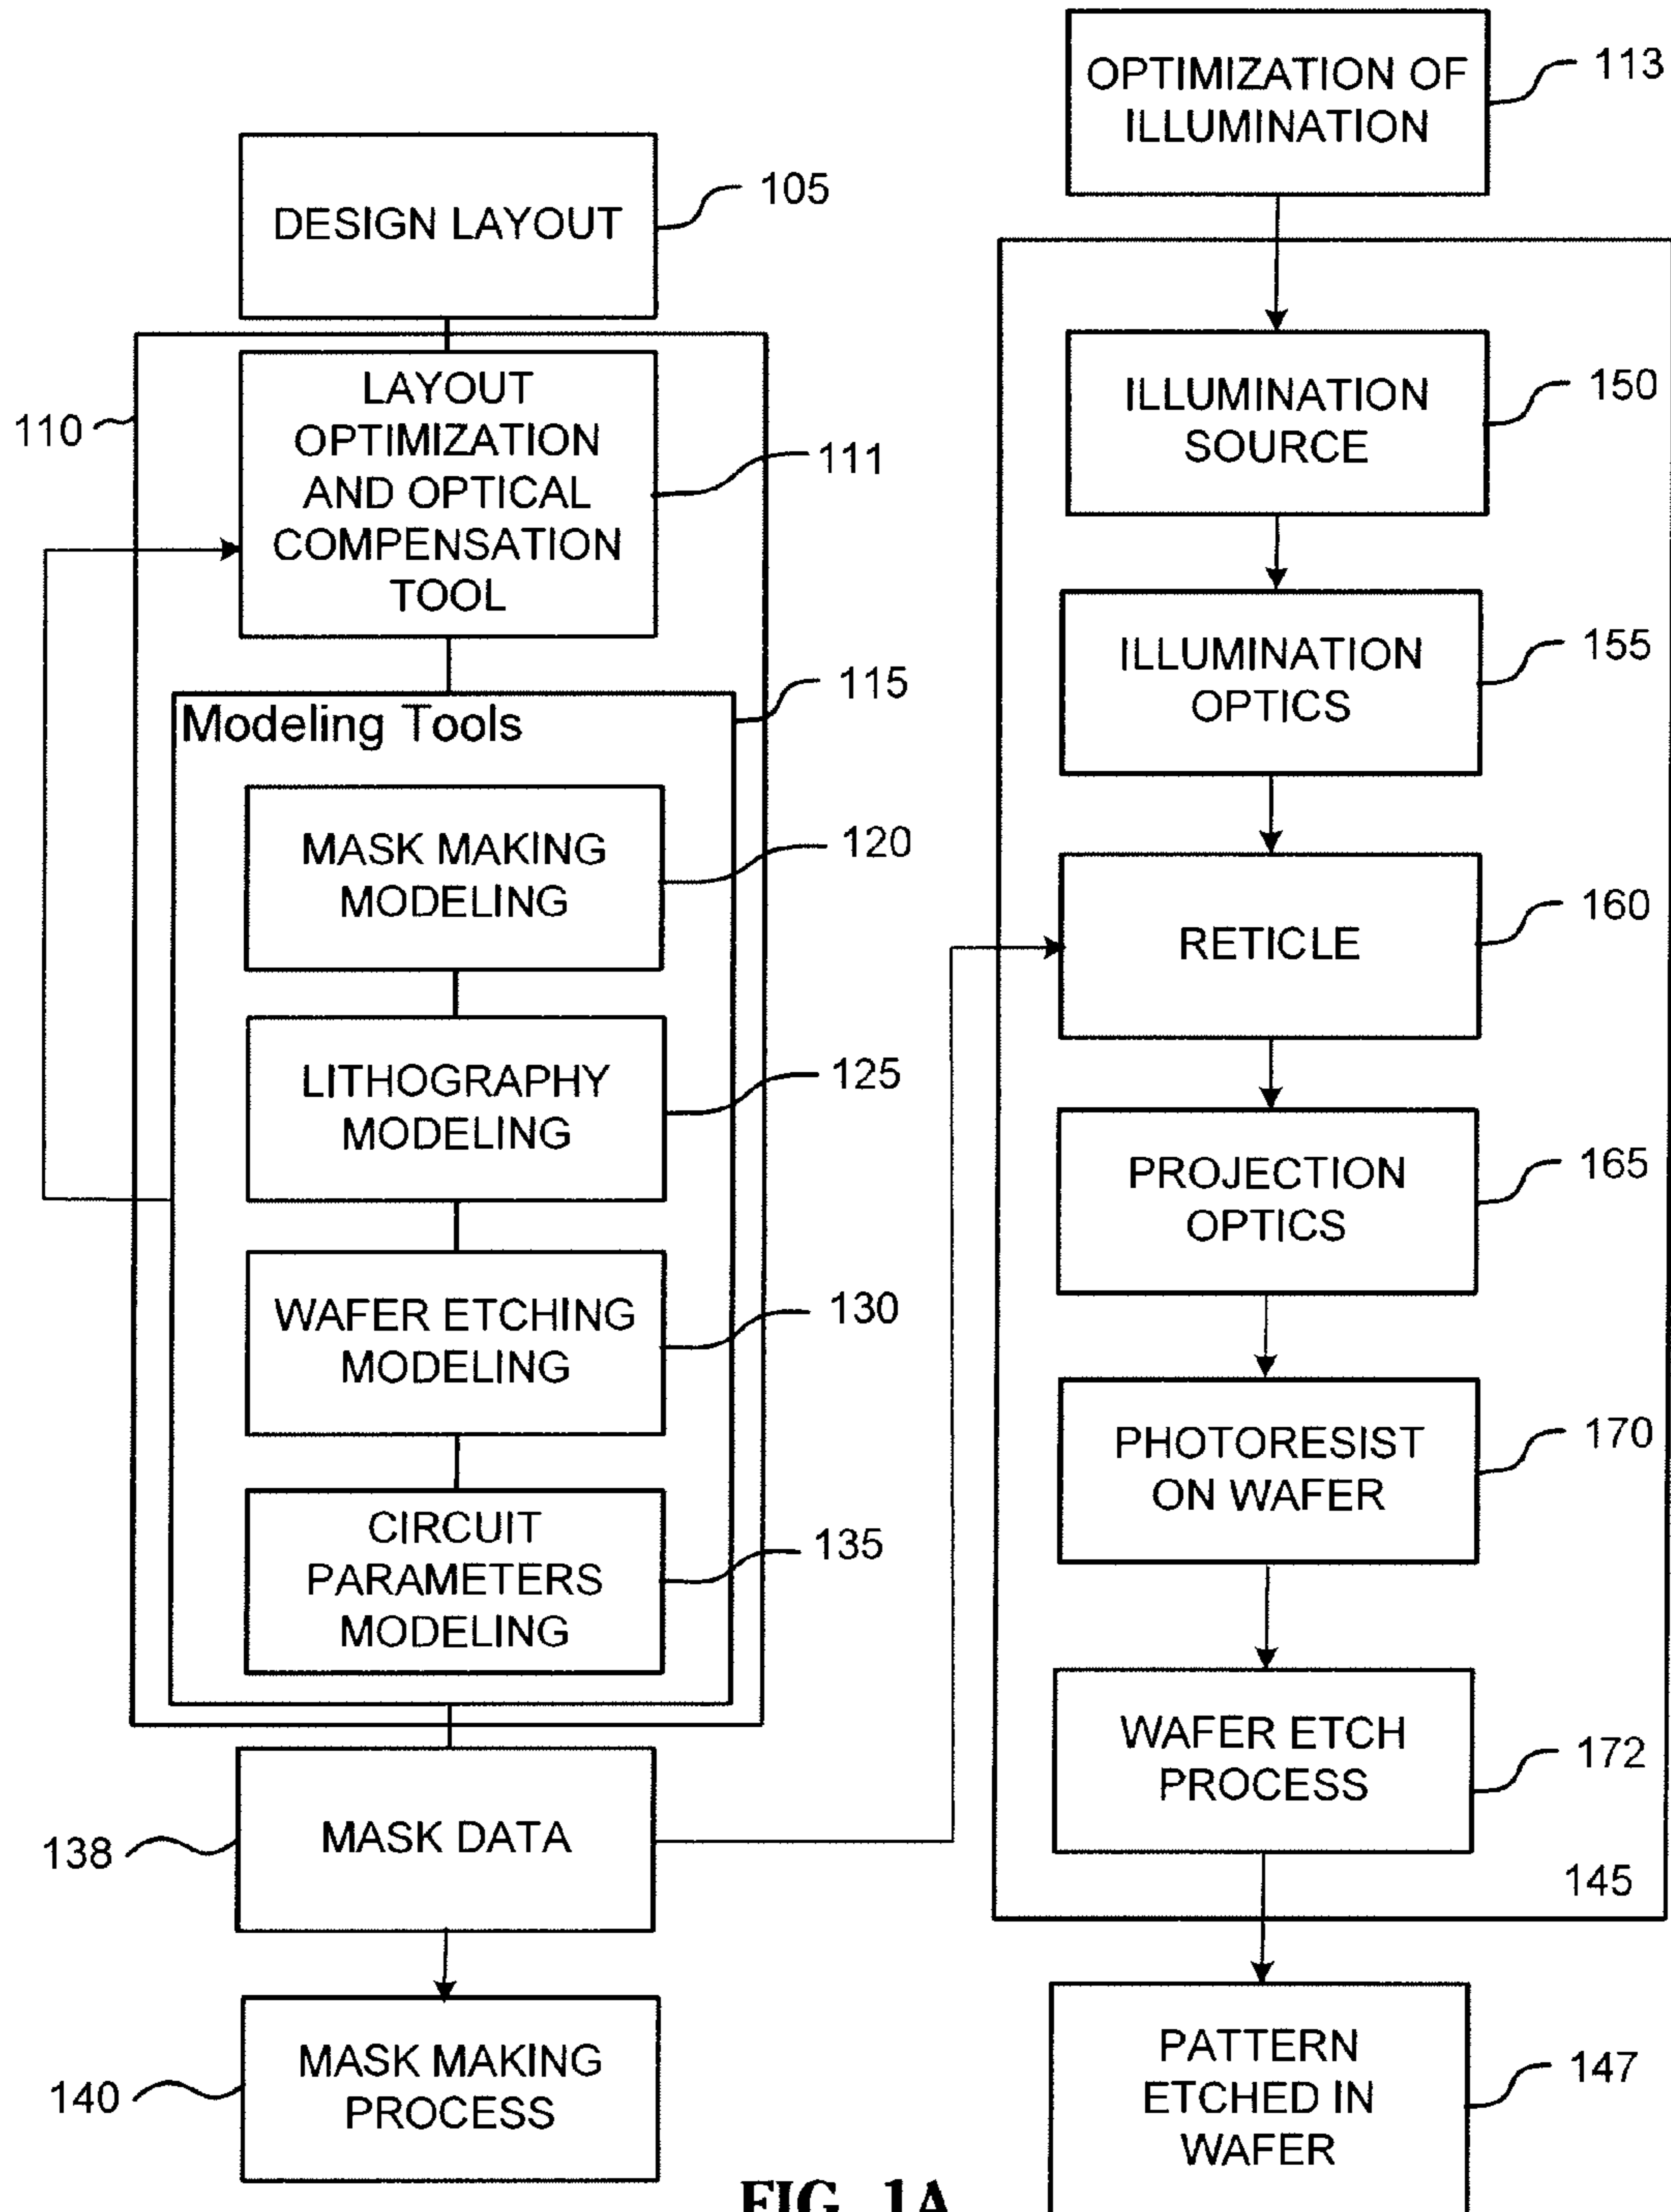 DESIGN LAYOUT
105
110
LAYOUT
OPTIMIZATION
AND OPTICAL
COMPENSATION
TOOL
111
115
Modeling Tools
MASK MAKING
MODELING
120
LITHOGRAPHY
MODELING
125
WAFER ETCHING
MODELING
130
CIRCUIT
PARAMETERS
MODELING
135
138
MASK DATA
140
MASK MAKING
PROCESS
OPTIMIZATION OF
ILLUMINATION
113
ILLUMINATION
SOURCE
150
ILLUMINATION
OPTICS
155
RETICLE
160
PROJECTION
OPTICS
165
PHOTORESIST
ON WAFER
170
WAFER ETCH
PROCESS
172
145
PATTERN
ETCHED IN
WAFER
147
FIG. 1A